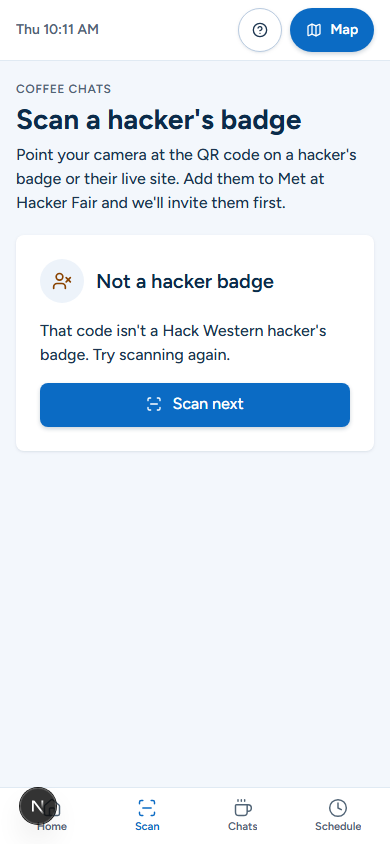 Thu 10:11 AM
Map
COFFEE CHATS
Scan a hacker's badge
Point your camera at the QR code on a hacker's
badge or their live site. Add them to Met at
Hacker Fair and we'll invite them first.
Not a hacker badge
That code isn't a Hack Western hacker's
badge. Try scanning again.
Scan next
N
Home
Scan
Chats
Schedule